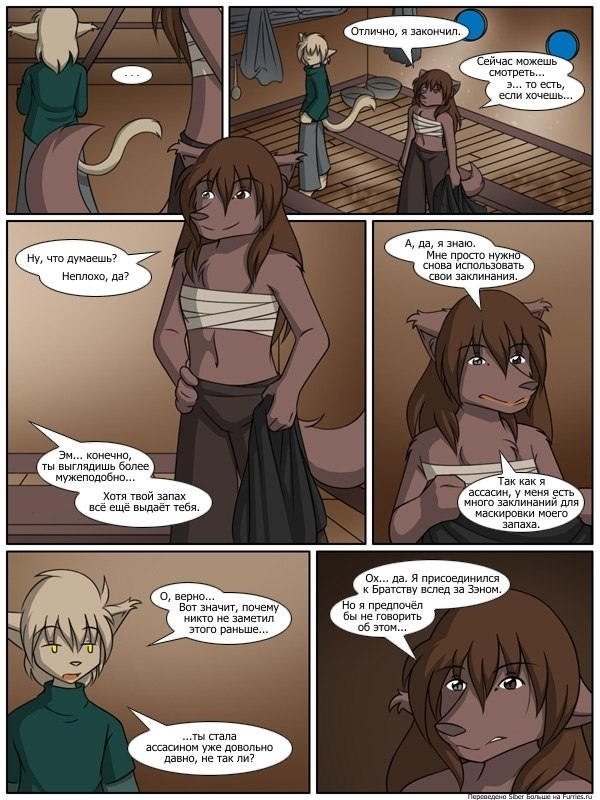 ...
Отлично, я закончил.
Сейчас можешь
смотреть...
э... то есть,
если хочешь...
Ну, что думаешь?
Неплохо, да?
Эм... конечно,
ты выглядишь более
мужеподобно...
Хотя твой запах
всё ещё выдаёт тебя.
А, да, я знаю.
Мне просто нужно
снова использовать
свои заклинания.
Так как я
ассасин, у меня есть
много заклинаний для
маскировки моего
запаха.
О, верно...
Вот значит, почему
никто не заметил
этого раньше...
...ты стала
ассасином уже довольно
давно, не так ли?
Ох... да. Я присоединился
к Братству вслед за Зэном.
Но я предпочёл
бы не говорить
об этом...
Переведено Siber Больше на Furries.ru